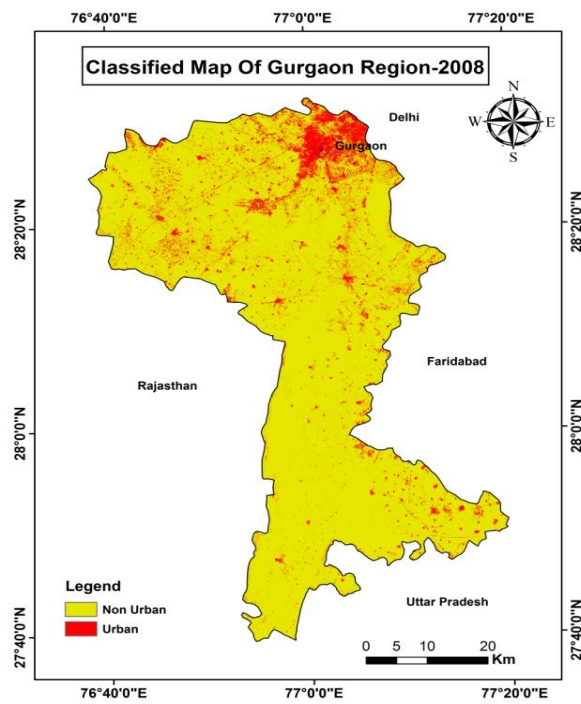 76°40'0"E 77°0'0"E 77°20'0"E
Classified Map Of Gurgaon Region-2008
N
W E
S
Delhi
Gurgaon
28°20'0"N 28°20'0"N
Faridabad
Rajasthan
28°0'0"N 28°0'0"N
Legend
Non Urban
Urban
Uttar Pradesh
27°40'0"N 27°40'0"N
0 5 10 20
Km
76°40'0"E 77°0'0"E 77°20'0"E